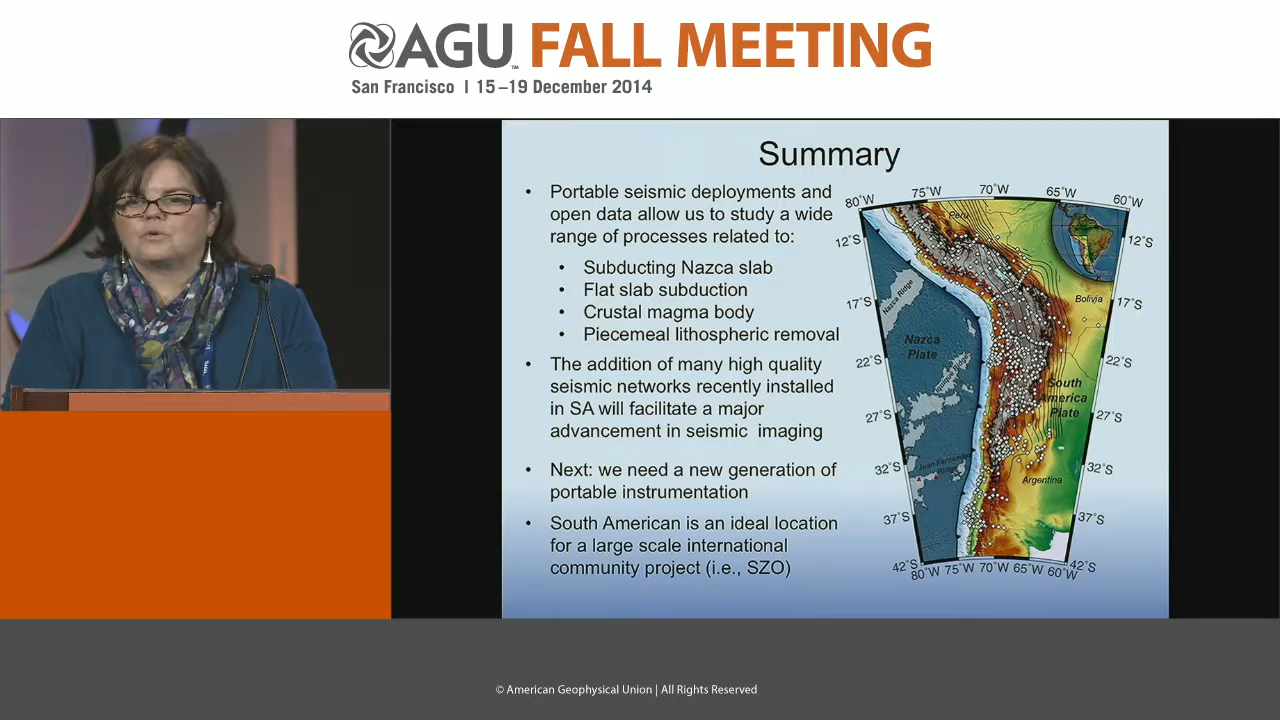 AGU™ FALL MEETING
San Francisco | 15–19 December 2014
Summary
• Portable seismic deployments and
open data allow us to study a wide
range of processes related to:
• Subducting Nazca slab
• Flat slab subduction
• Crustal magma body
• Piecemeal lithospheric removal
• The addition of many high quality
seismic networks recently installed
in SA will facilitate a major
advancement in seismic imaging
• Next: we need a new generation of
portable instrumentation
• South American is an ideal location
for a large scale international
community project (i.e., SZO)
80°W 75°W 70°W 65°W 60°W
12°S 12°S
17°S 17°S
22°S 22°S
27°S 27°S
32°S 32°S
37°S 37°S
42°S 42°S
80°W 75°W 70°W 65°W 60°W
Peru
Nazca Ridge
Bolivia
Nazca
Plate
South
America
Plate
Juan Fernandez
Ridge
Argentina
© American Geophysical Union | All Rights Reserved